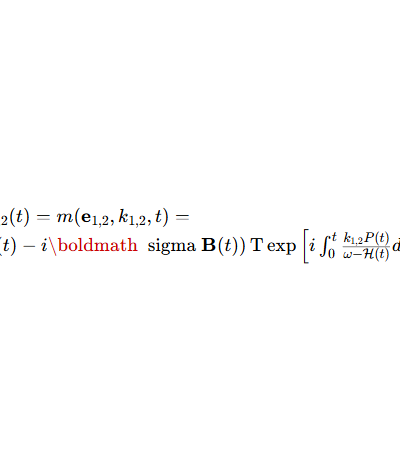 ₂(t) = m(e₁,₂, k₁,₂, t) =
(t) − i\boldmath sigma B(t)) T exp [i ∫₀ᵗ k₁,₂P(t)/(ω−ℋ(t)) d